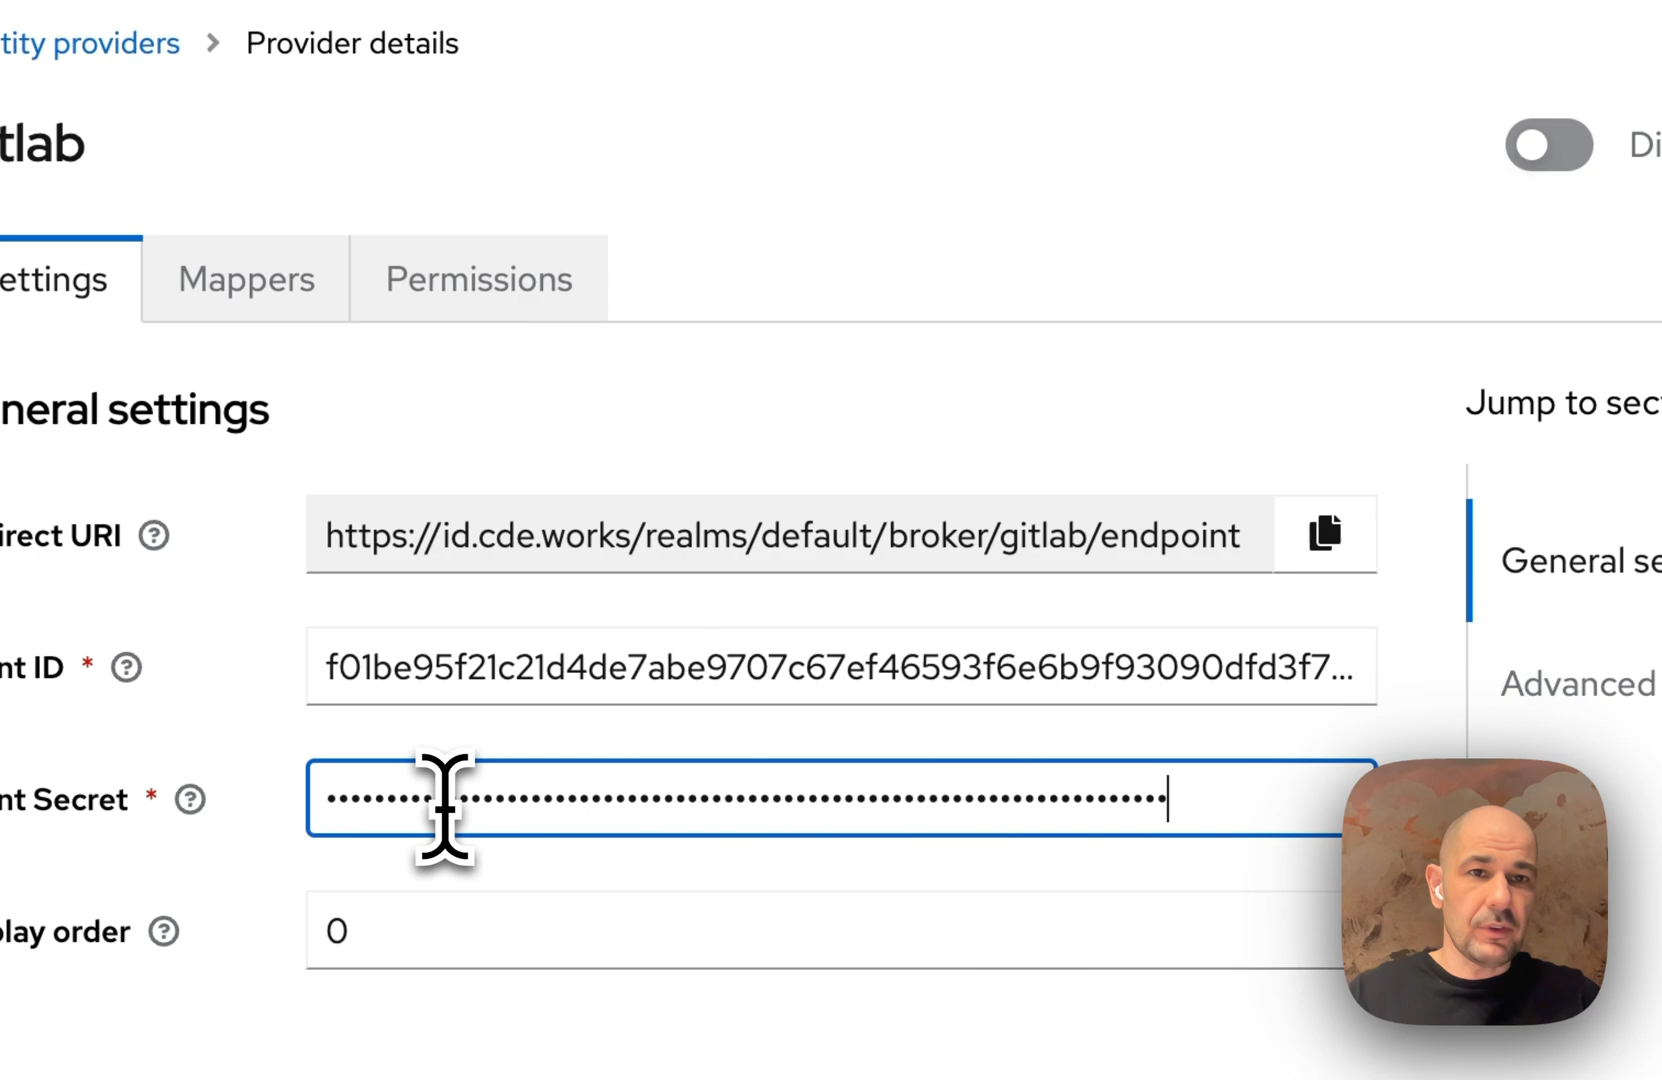 tity providers > Provider details
tlab
Di
ettings
Mappers
Permissions
neral settings
Jump to sec
irect URI
https://id.cde.works/realms/default/broker/gitlab/endpoint
General se
nt ID *
f01be95f21c21d4de7abe9707c67ef46593f6e6b9f93090dfd3f7...
Advanced
nt Secret *
play order
0